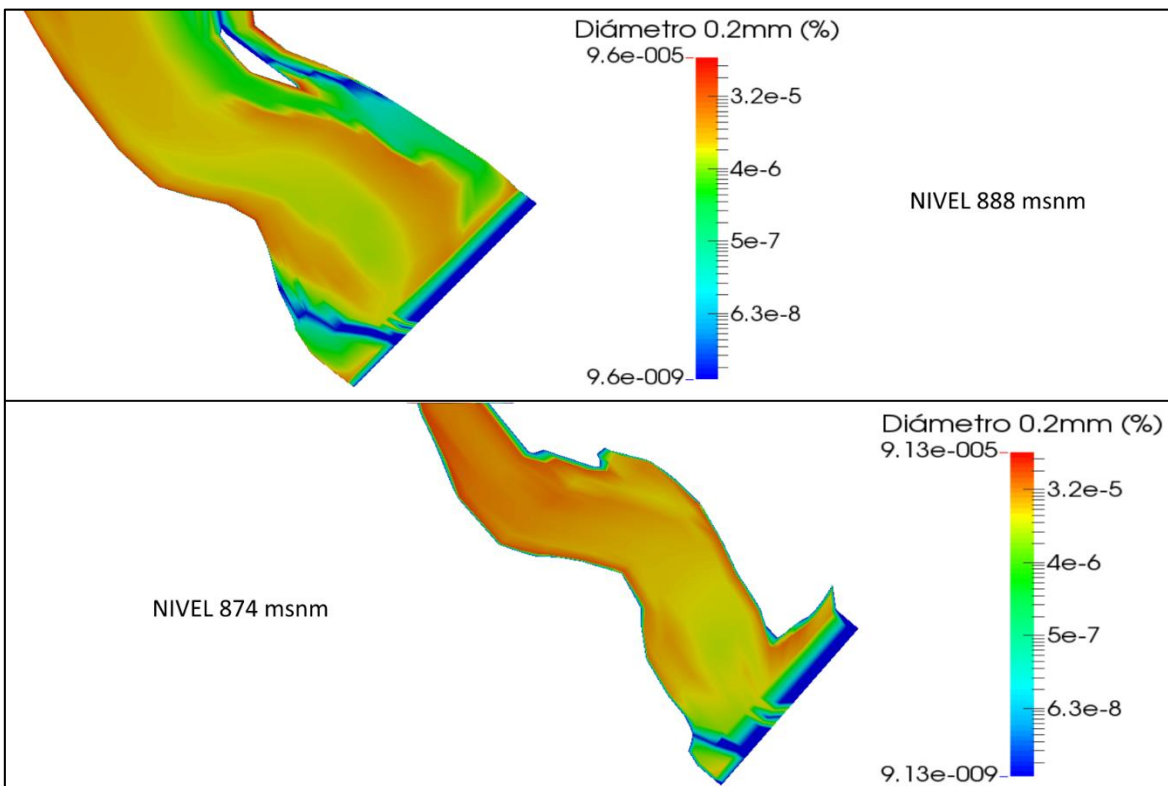 Diámetro 0.2mm (%)
9.6e-005
3.2e-5
4e-6
5e-7
6.3e-8
9.6e-009
NIVEL 888 msnm
Diámetro 0.2mm (%)
9.13e-005
3.2e-5
4e-6
5e-7
6.3e-8
9.13e-009
NIVEL 874 msnm